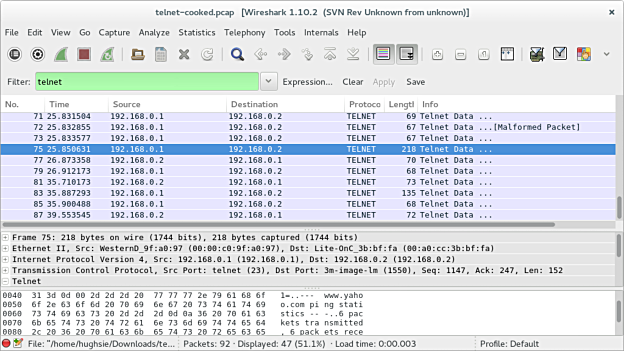 telnet-cooked.pcap [Wireshark 1.10.2 (SVN Rev Unknown from unknown)]
File Edit View Go Capture Analyze Statistics Telephony Tools Internals Help
Filter: telnet Expression... Clear Apply Save
No. Time Source Destination Protoco Lengtl Info
71 25.831504 192.168.0.1 192.168.0.2 TELNET 69 Telnet Data ...
72 25.832855 192.168.0.1 192.168.0.2 TELNET 67 Telnet Data ...[Malformed Packet]
73 25.833577 192.168.0.1 192.168.0.2 TELNET 67 Telnet Data ...
75 25.850631 192.168.0.1 192.168.0.2 TELNET 218 Telnet Data ...
77 26.873358 192.168.0.2 192.168.0.1 TELNET 70 Telnet Data ...
79 26.912173 192.168.0.1 192.168.0.2 TELNET 68 Telnet Data ...
81 35.710173 192.168.0.2 192.168.0.1 TELNET 73 Telnet Data ...
83 35.887293 192.168.0.1 192.168.0.2 TELNET 135 Telnet Data ...
85 35.900488 192.168.0.1 192.168.0.2 TELNET 68 Telnet Data ...
87 39.553545 192.168.0.2 192.168.0.1 TELNET 72 Telnet Data ...
Frame 75: 218 bytes on wire (1744 bits), 218 bytes captured (1744 bits)
Ethernet II, Src: WesternD_9f:a0:97 (00:00:c0:9f:a0:97), Dst: Lite-OnC_3b:bf:fa (00:a0:cc:3b:bf:fa)
Internet Protocol Version 4, Src: 192.168.0.1 (192.168.0.1), Dst: 192.168.0.2 (192.168.0.2)
Transmission Control Protocol, Src Port: telnet (23), Dst Port: 3m-image-lm (1550), Seq: 1147, Ack: 247, Len: 152
Telnet
0040 31 3d 0d 00 2d 2d 2d 20 77 77 77 2e 79 61 68 6f 1=..--- www.yaho
0050 6f 2e 63 6f 6d 20 70 69 6e 67 20 73 74 61 74 69 o.com pi ng stati
0060 73 74 69 63 73 20 2d 2d 2d 0d 0a 36 20 70 61 63 stics -- -..6 pac
0070 6b 65 74 73 20 74 72 61 6e 73 6d 69 74 74 65 64 kets tra nsmitted
0080 2c 20 36 20 70 61 63 6b 65 74 73 20 72 65 63 65 , 6 pack ets rece
File: "/home/hughsie/Downloads/te... Packets: 92 · Displayed: 47 (51.1%) · Load time: 0:00.003 Profile: Default